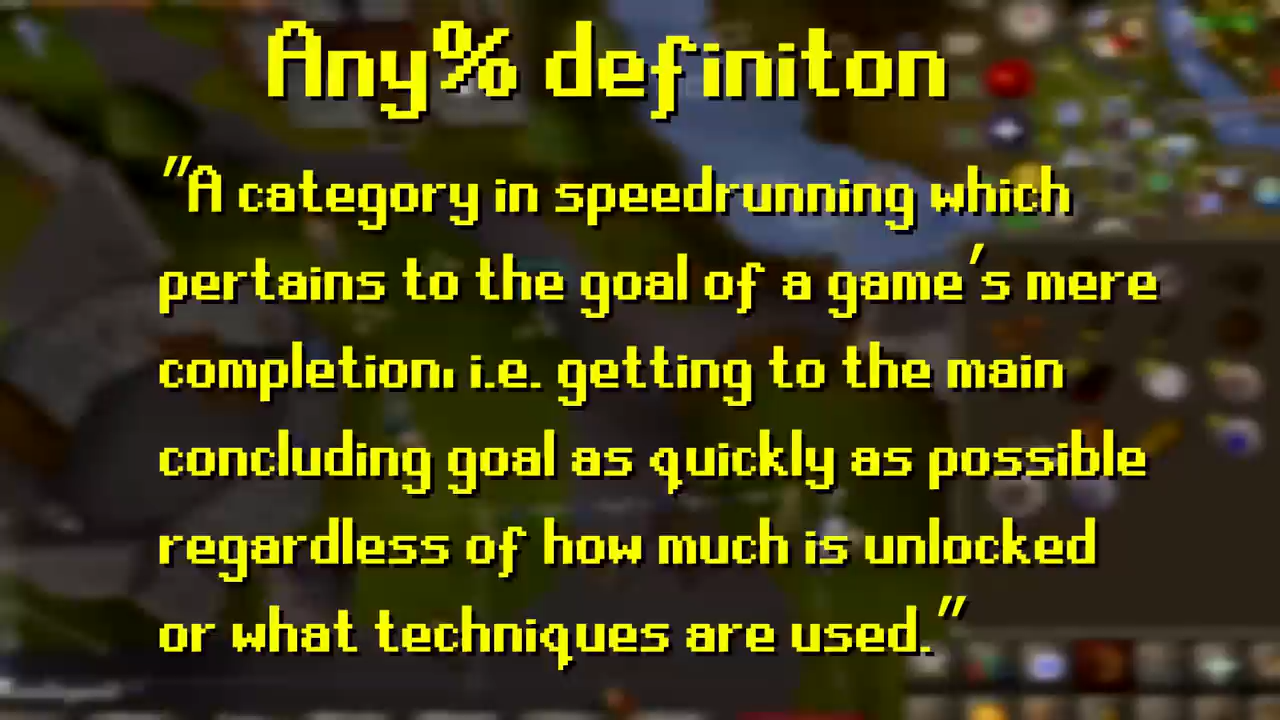 Any% definiton
"A category in speedrunning which
pertains to the goal of a game's mere
completion, i.e. getting to the main
concluding goal as quickly as possible
regardless of how much is unlocked
or what techniques are used."